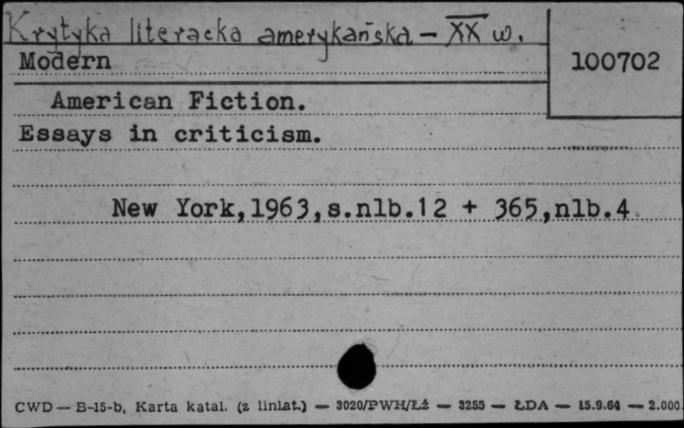 Krytyka literacka amerykańska – XX w.
Modern
100702
American Fiction.
Essays in criticism.
New York,1963,s.nlb.12 + 365,nlb.4
CWD — B-15-b, Karta katal. (z liniat.) — 3020/PWH/Łź — 3255 — ŁDA — 15.9.64 — 2.000.